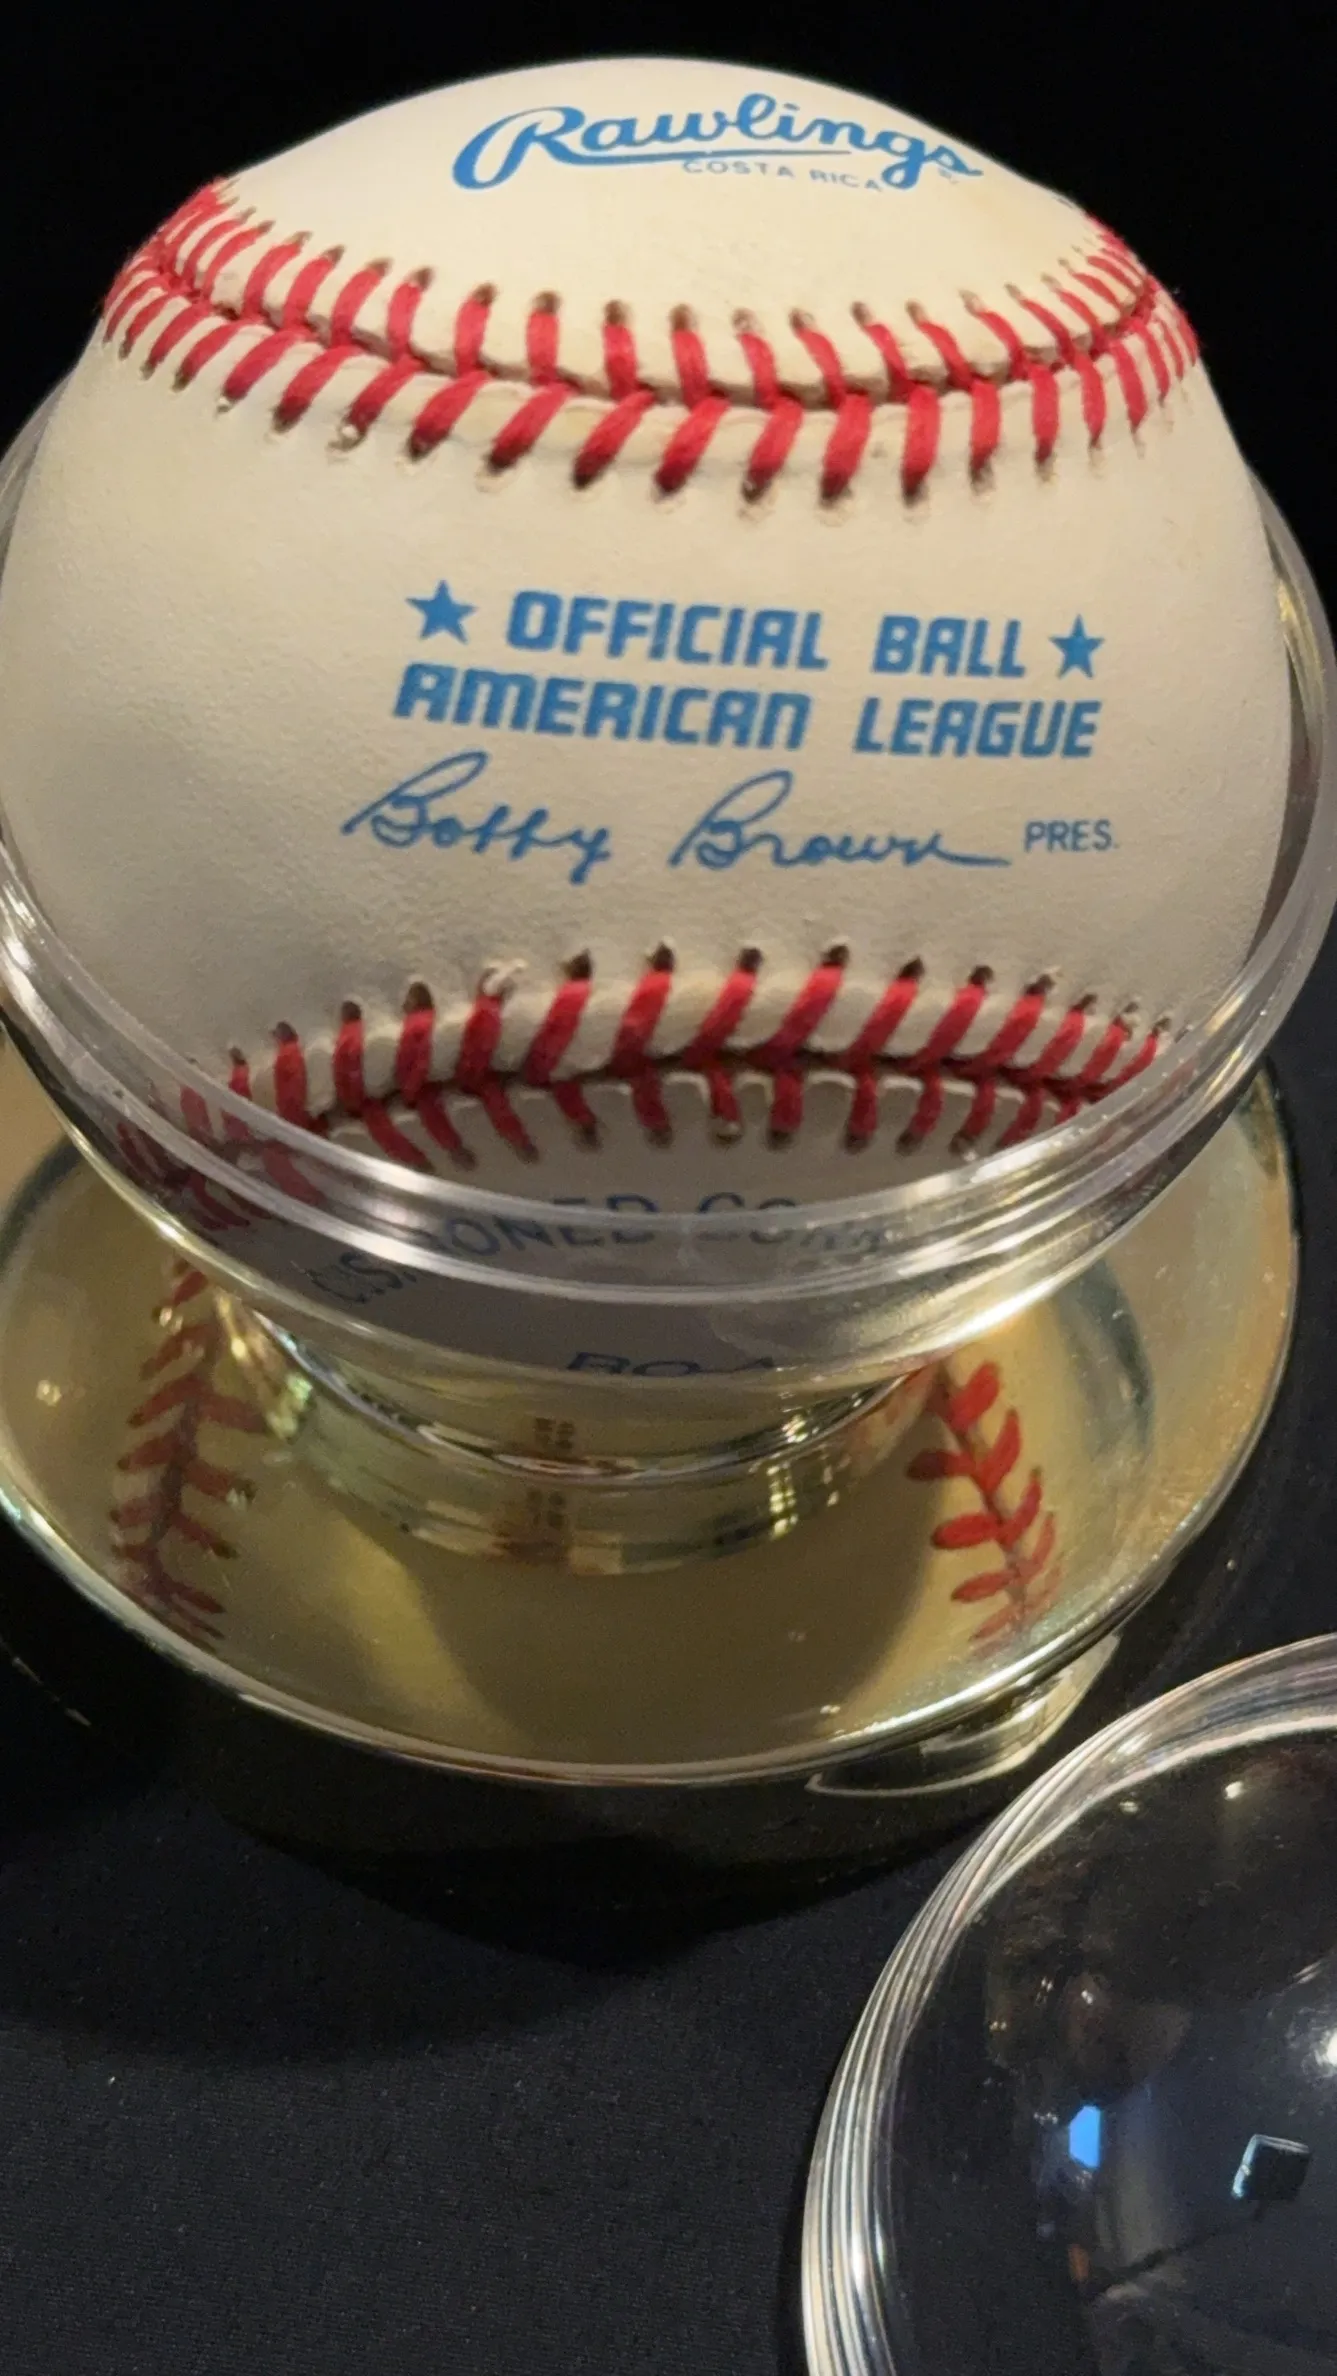 Rawlings
COSTA RICA
★ OFFICIAL BALL ★
AMERICAN LEAGUE
Bobby Brown PRES.